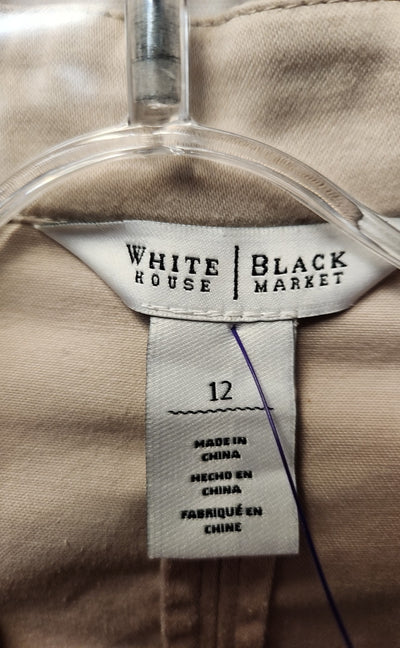 WHITE | BLACK
HOUSE | MARKET
12
MADE IN
CHINA
HECHO EN
CHINA
FABRIQUÉ EN
CHINE